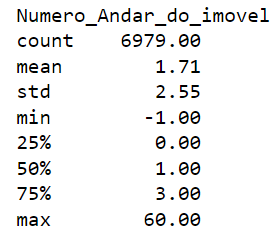 Numero_Andar_do_imovel
count 6979.00
mean 1.71
std 2.55
min -1.00
25% 0.00
50% 1.00
75% 3.00
max 60.00